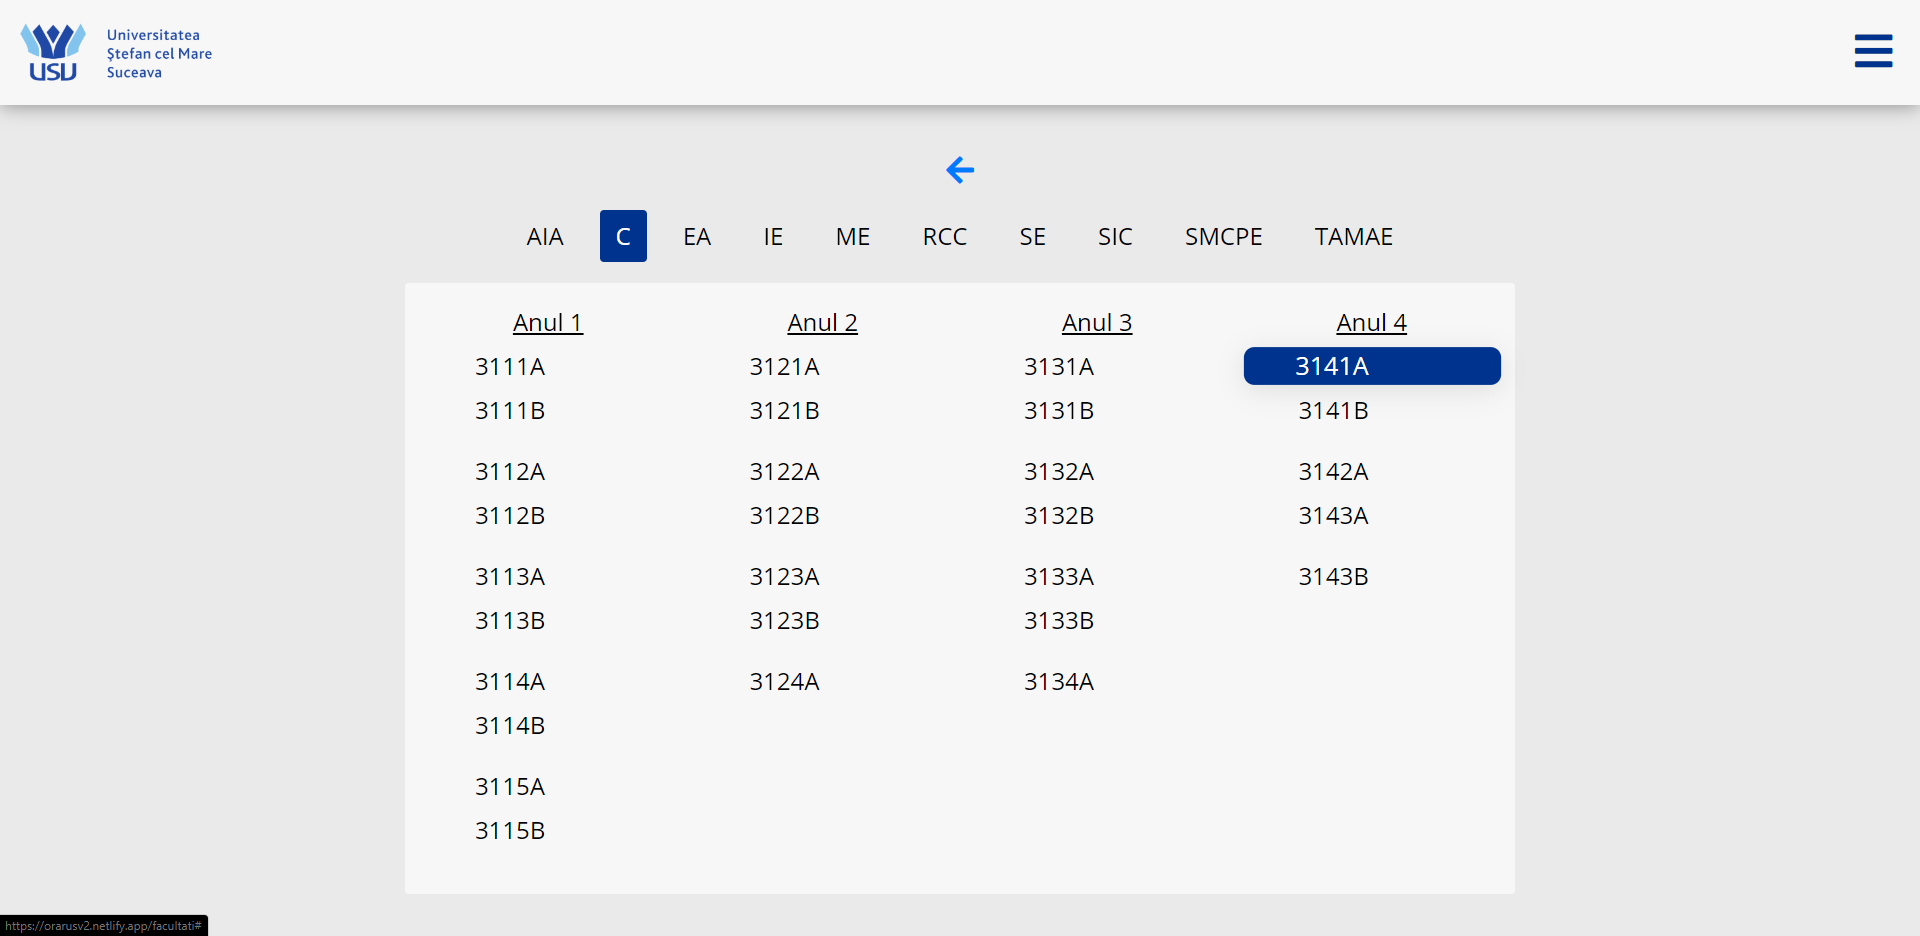 Universitatea
Ștefan cel Mare
Suceava
USU
AIA C EA IE ME RCC SE SIC SMCPE TAMAE
Anul 1 Anul 2 Anul 3 Anul 4
3111A 3121A 3131A 3141A
3111B 3121B 3131B 3141B
3112A 3122A 3132A 3142A
3112B 3122B 3132B 3143A
3113A 3123A 3133A 3143B
3113B 3123B 3133B
3114A 3124A 3134A
3114B
3115A
3115B
https://orarusv2.netlify.app/facultati#